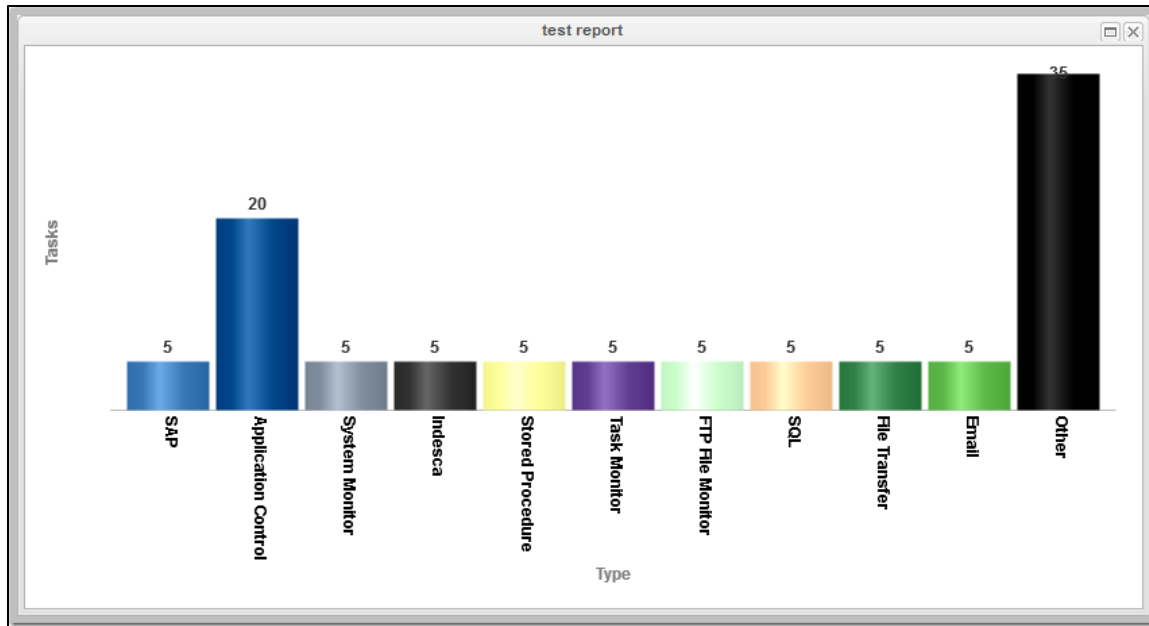 test report
35
20
5
5
5
5
5
5
5
5
5
Tasks
SAP
Application Control
System Monitor
Indesca
Stored Procedure
Task Monitor
FTP File Monitor
SQL
File Transfer
Email
Other
Type